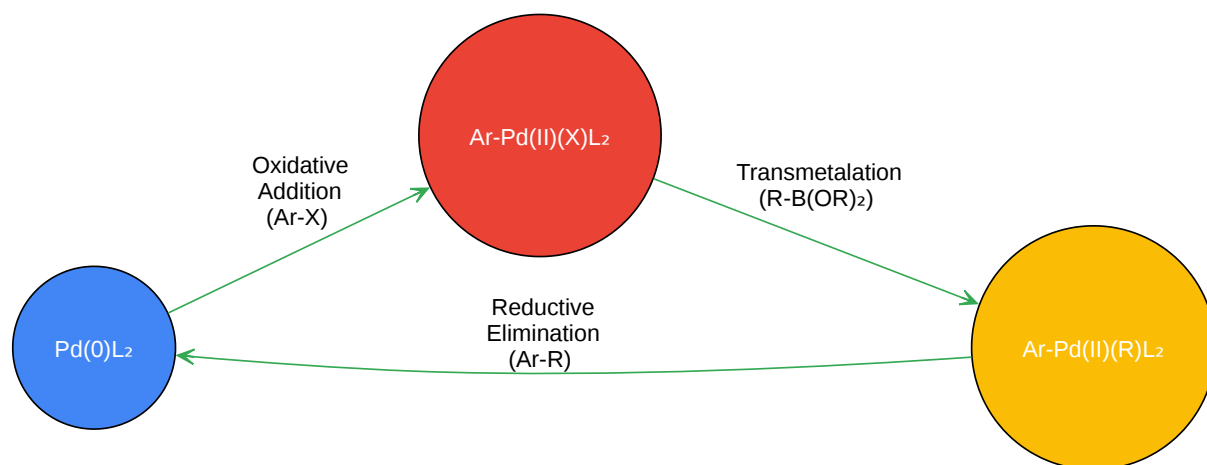 Ar-Pd(II)(X)L₂
Oxidative
Addition
(Ar-X)
Transmetalation
(R-B(OR)₂)
Reductive
Elimination
(Ar-R)
Pd(0)L₂
Ar-Pd(II)(R)L₂